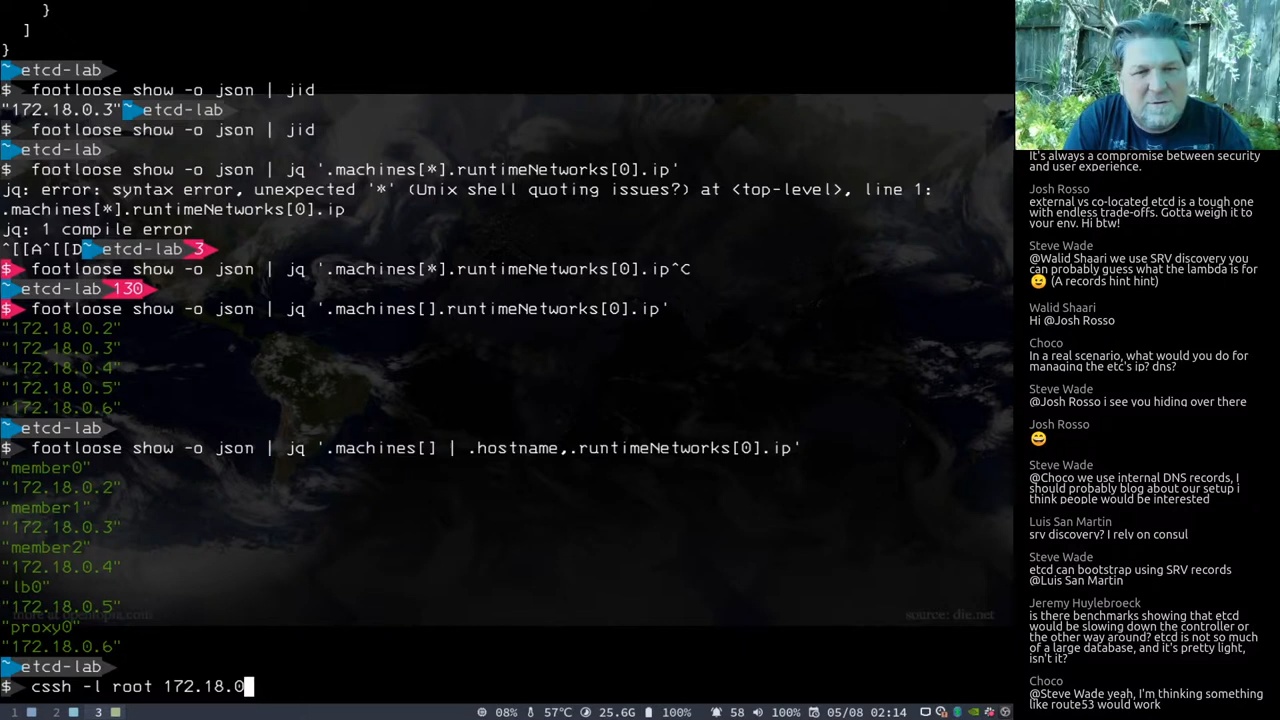 }
]
}
~ etcd-lab
$ footloose show -o json | jid
"172.18.0.3"~ etcd-lab
$ footloose show -o json | jid
~ etcd-lab
$ footloose show -o json | jq '.machines[*].runtimeNetworks[0].ip'
jq: error: syntax error, unexpected '*' (Unix shell quoting issues?) at <top-level>, line 1:
.machines[*].runtimeNetworks[0].ip
jq: 1 compile error
^[[A^[[D~ etcd-lab 3
$ footloose show -o json | jq '.machines[*].runtimeNetworks[0].ip^C
~ etcd-lab 130
$ footloose show -o json | jq '.machines[].runtimeNetworks[0].ip'
"172.18.0.2"
"172.18.0.3"
"172.18.0.4"
"172.18.0.5"
"172.18.0.6"
~ etcd-lab
$ footloose show -o json | jq '.machines[] | .hostname,.runtimeNetworks[0].ip'
"member0"
"172.18.0.2"
"member1"
"172.18.0.3"
"member2"
"172.18.0.4"
"lb0"
"172.18.0.5"
more at opentopia.com
source: die.net
"proxy0"
"172.18.0.6"
~ etcd-lab
$ cssh -l root 172.18.0
1 2 3
08% 57°C 25.6G 100% 58 100% 05/08 02:14
It's always a compromise between security
and user experience.
Josh Rosso
external vs co-located etcd is a tough one
with endless trade-offs. Gotta weigh it to
your env. Hi btw!
Steve Wade
@Walid Shaari we use SRV discovery you
can probably guess what the lambda is for
😉 (A records hint hint)
Walid Shaari
Hi @Josh Rosso
Choco
In a real scenario, what would you do for
managing the etc's ip? dns?
Steve Wade
@Josh Rosso i see you hiding over there
Josh Rosso
😄
Steve Wade
@Choco we use internal DNS records, I
should probably blog about our setup i
think people would be interested
Luis San Martin
srv discovery? I rely on consul
Steve Wade
etcd can bootstrap using SRV records
@Luis San Martin
Jeremy Huylebroeck
is there benchmarks showing that etcd
would be slowing down the controller or
the other way around? etcd is not so much
of a large database, and it's pretty light,
isn't it?
Choco
@Steve Wade yeah, I'm thinking something
like route53 would work